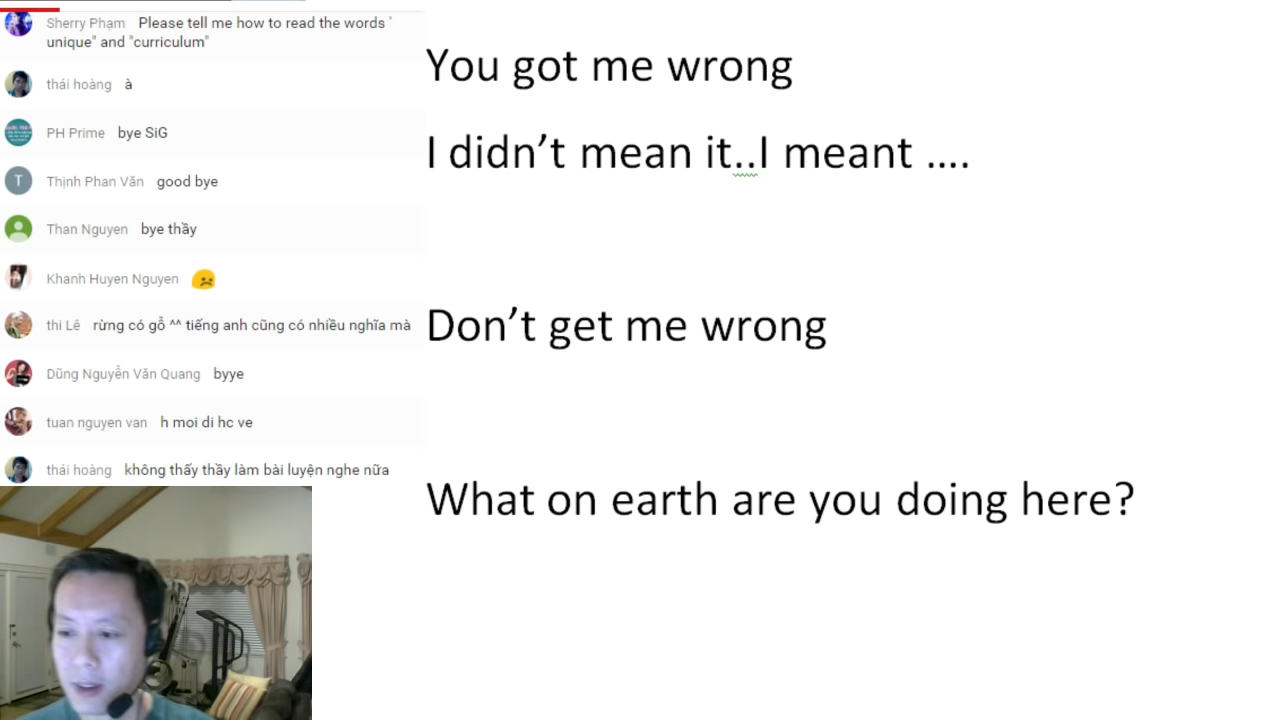 Sherry Phạm Please tell me how to read the words `
unique" and "curriculum"
thái hoàng à
PH Prime bye SiG
T Thịnh Phan Văn good bye
Than Nguyen bye thầy
Khanh Huyen Nguyen
thi Lê rừng có gỗ ^^ tiếng anh cũng có nhiều nghĩa mà
Dũng Nguyễn Văn Quang byye
tuan nguyen van h moi di hc ve
thái hoàng không thấy thầy làm bài luyện nghe nữa
You got me wrong
I didn’t mean it..I meant ....
Don’t get me wrong
What on earth are you doing here?